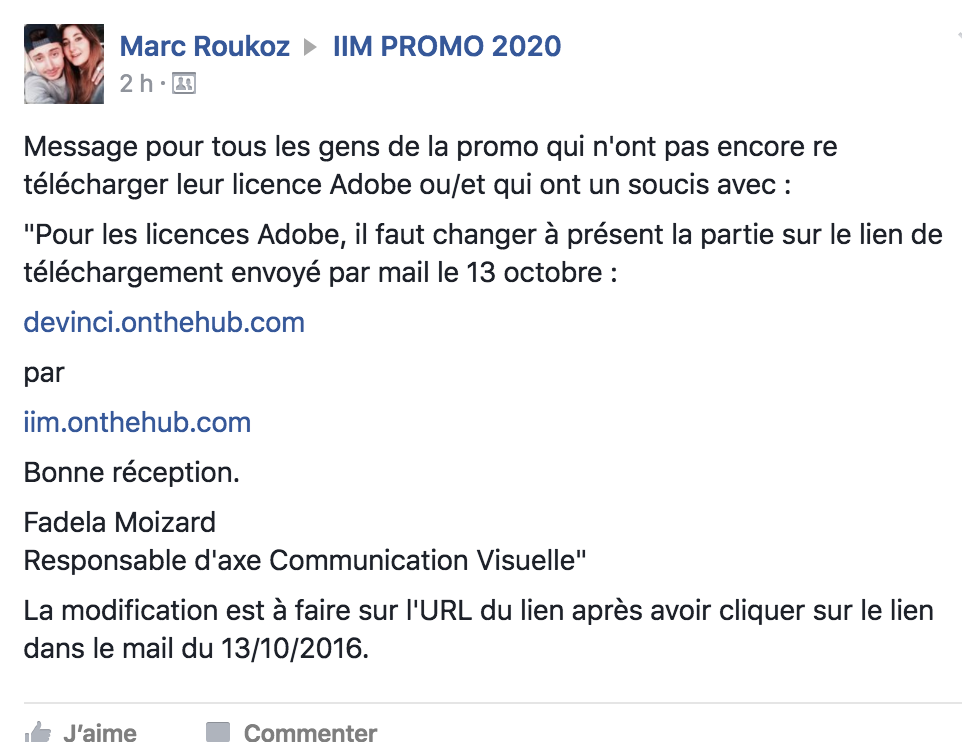 Marc Roukoz ▸ IIM PROMO 2020
2 h ·
Message pour tous les gens de la promo qui n'ont pas encore re
télécharger leur licence Adobe ou/et qui ont un soucis avec :
"Pour les licences Adobe, il faut changer à présent la partie sur le lien de
téléchargement envoyé par mail le 13 octobre :
devinci.onthehub.com
par
iim.onthehub.com
Bonne réception.
Fadela Moizard
Responsable d'axe Communication Visuelle"
La modification est à faire sur l'URL du lien après avoir cliquer sur le lien
dans le mail du 13/10/2016.
J'aime Commenter